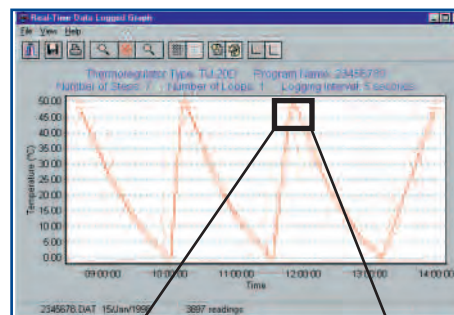 Real-Time Data Logged Graph
File View Help
Thermoregulator Type: TU-20D Program Name: 23456789
Number of Steps: 7 Number of Loops: 1 Logging Interval: 5 seconds
Temperature (°C)
50.00
45.00
40.00
35.00
30.00
25.00
20.00
15.00
10.00
5.00
0.00
09:00:00 10:00:00 11:00:00 12:00:00 13:00:00 14:00:00
Time
2345678.DAT 15/Jan/1998 3897 readings